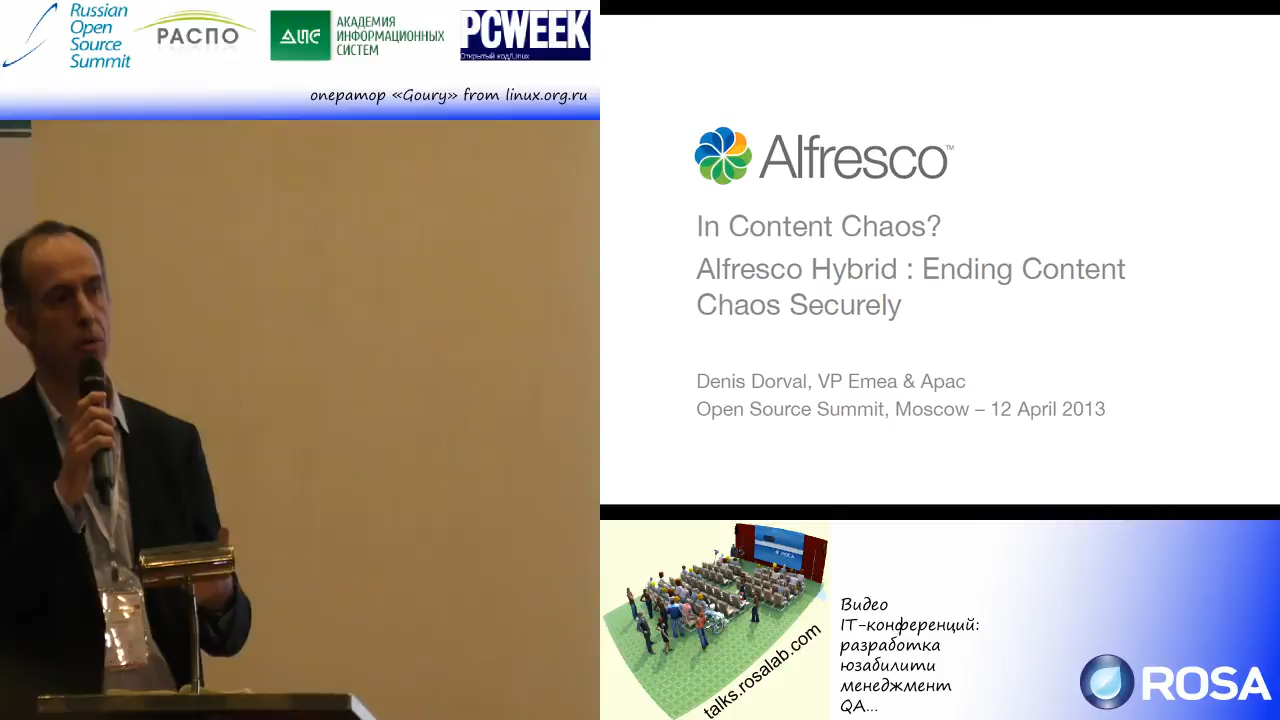 Russian
Open
Source
Summit
РАСПО
АИС
АКАДЕМИЯ
ИНФОРМАЦИОННЫХ
СИСТЕМ
PCWEEK
Открытый код/Linux
оператор «Goury» from linux.org.ru
Alfresco™
In Content Chaos?
Alfresco Hybrid : Ending Content
Chaos Securely
Denis Dorval, VP Emea & Apac
Open Source Summit, Moscow – 12 April 2013
talks.rosalab.com
Видео
IT-конференций:
разработка
юзабилити
менеджмент
QA...
ROSA